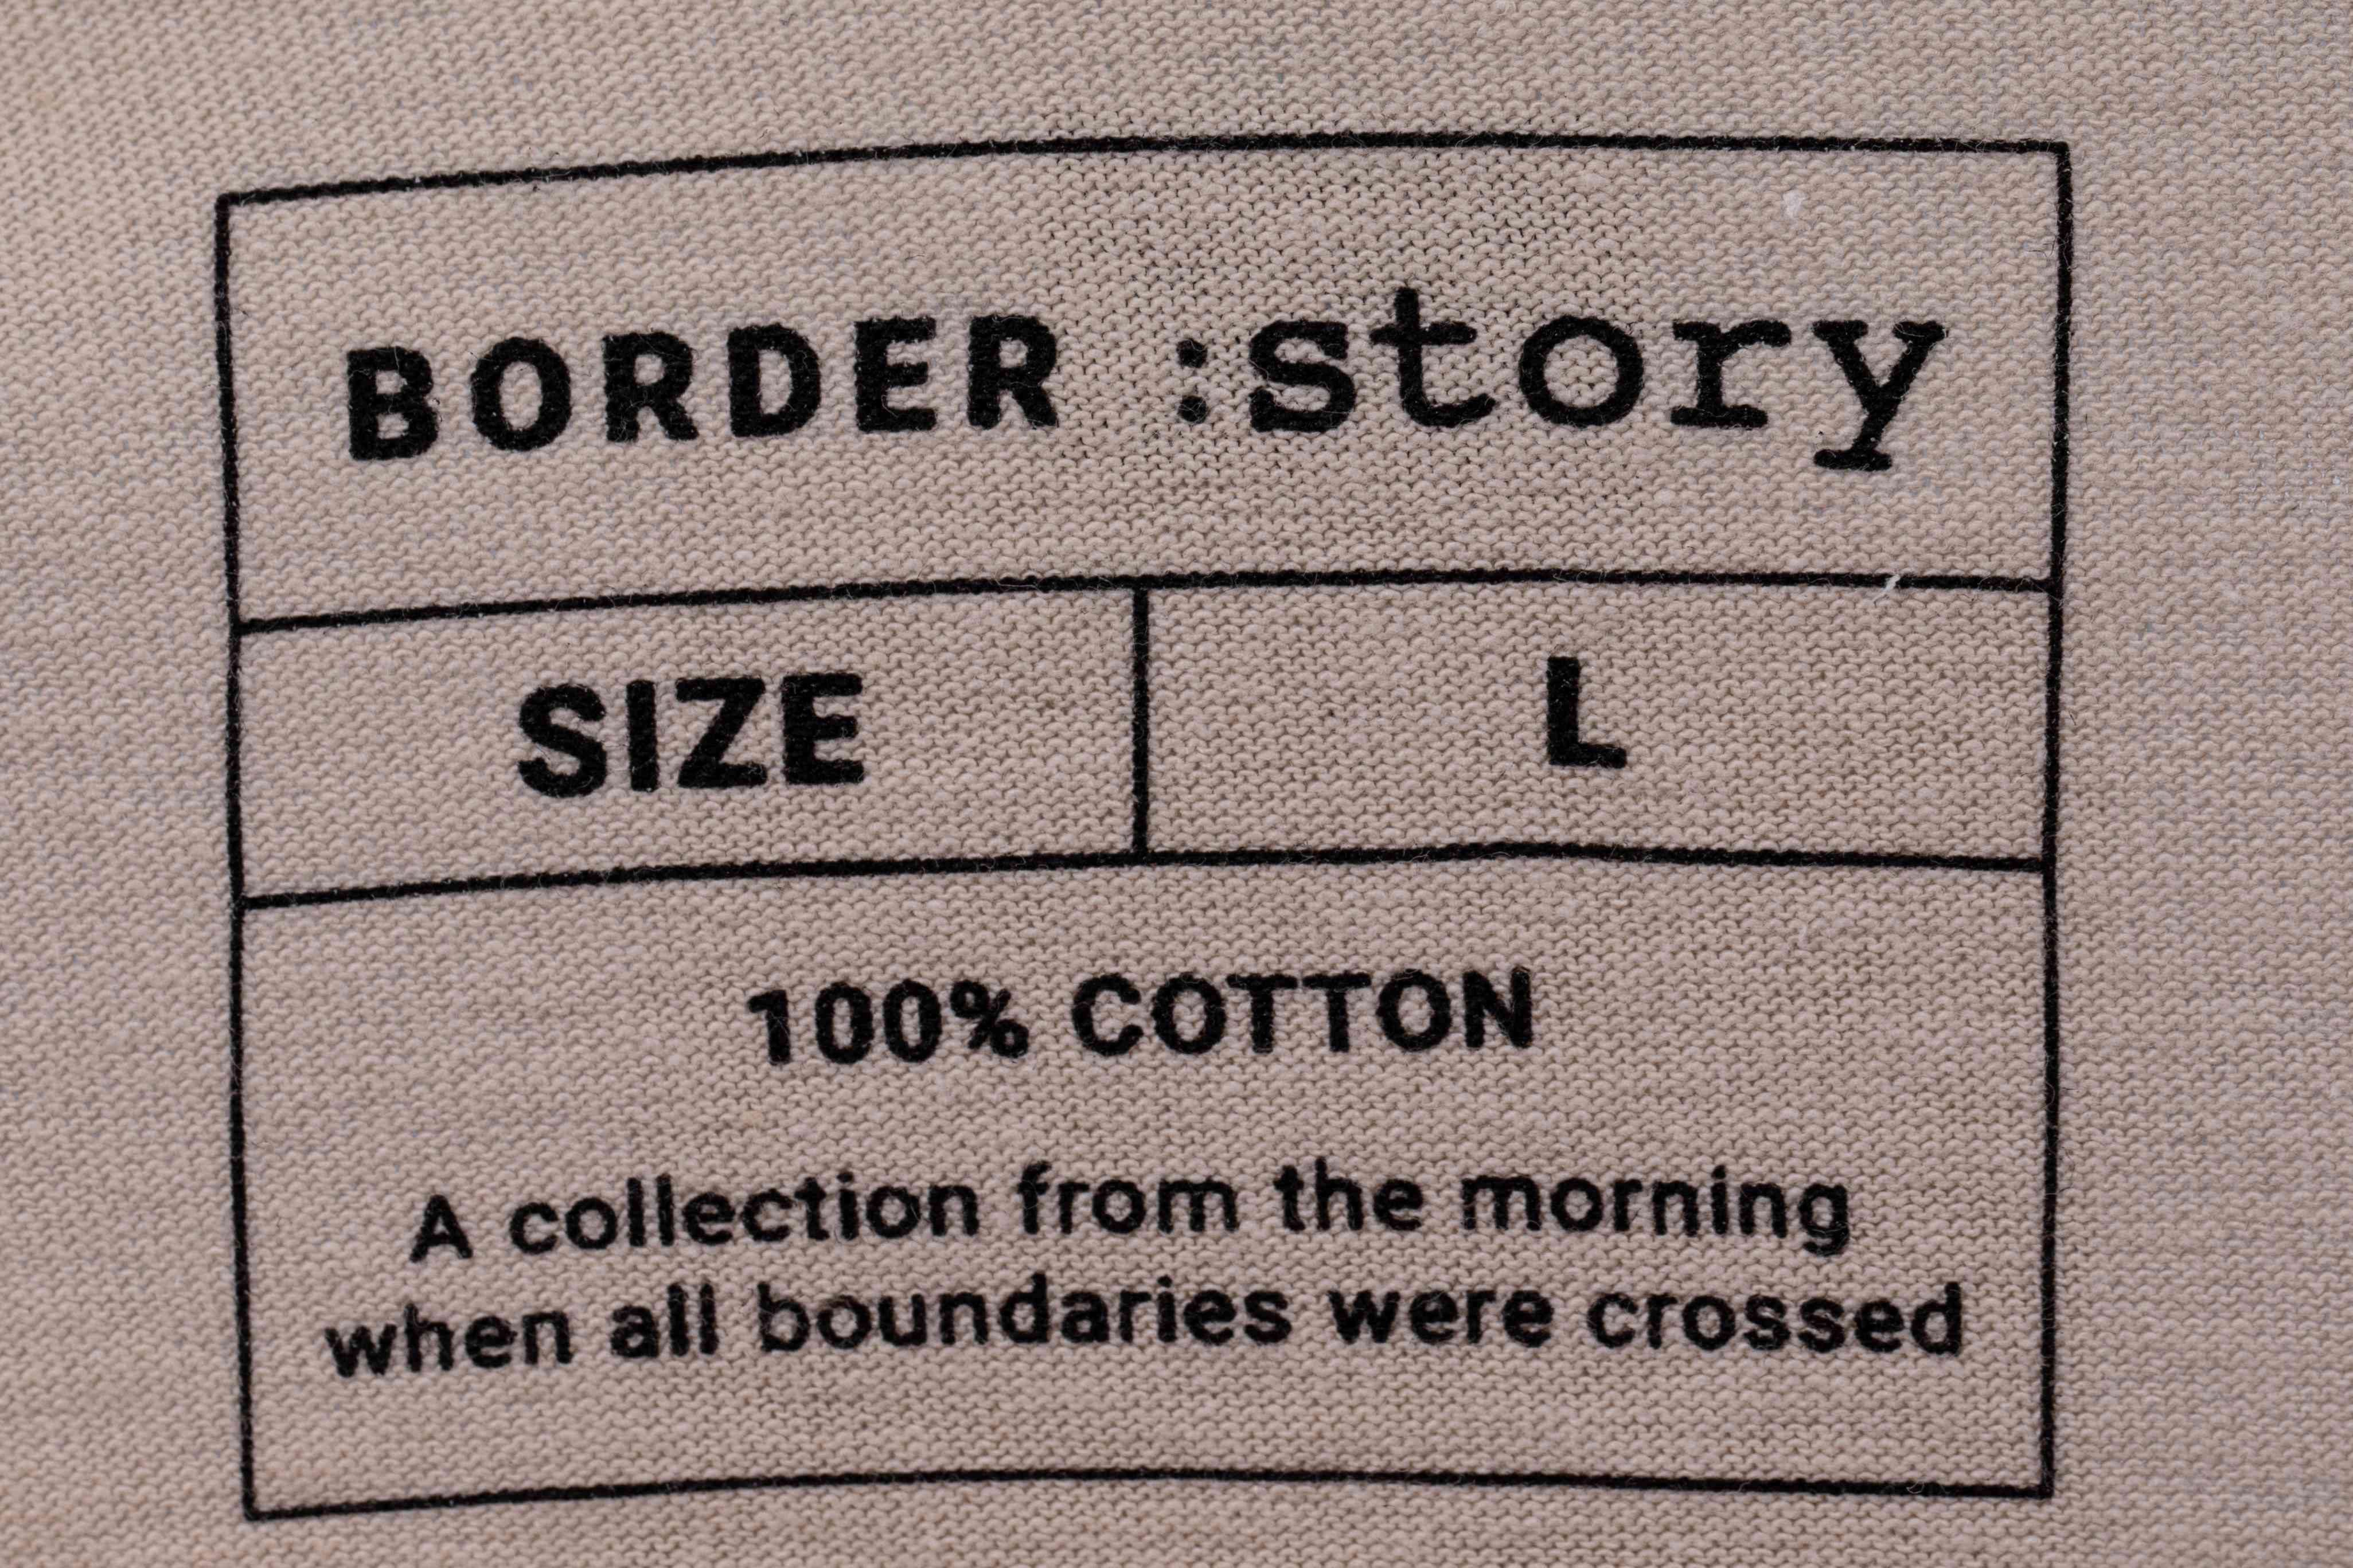 BORDER :story
SIZE L
100% COTTON
A collection from the morning
when all boundaries were crossed